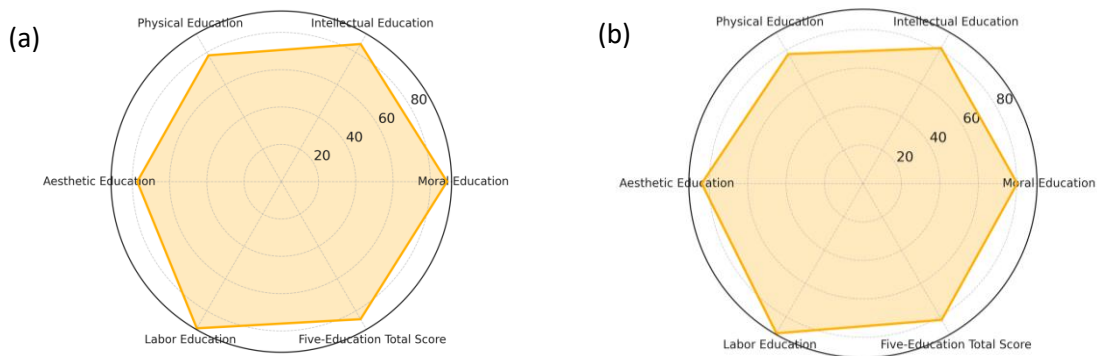 (a)
Physical Education
Intellectual Education
80
60
40
20
Aesthetic Education
Moral Education
Labor Education
Five-Education Total Score
(b)
Physical Education
Intellectual Education
80
60
40
20
Aesthetic Education
Moral Education
Labor Education
Five-Education Total Score